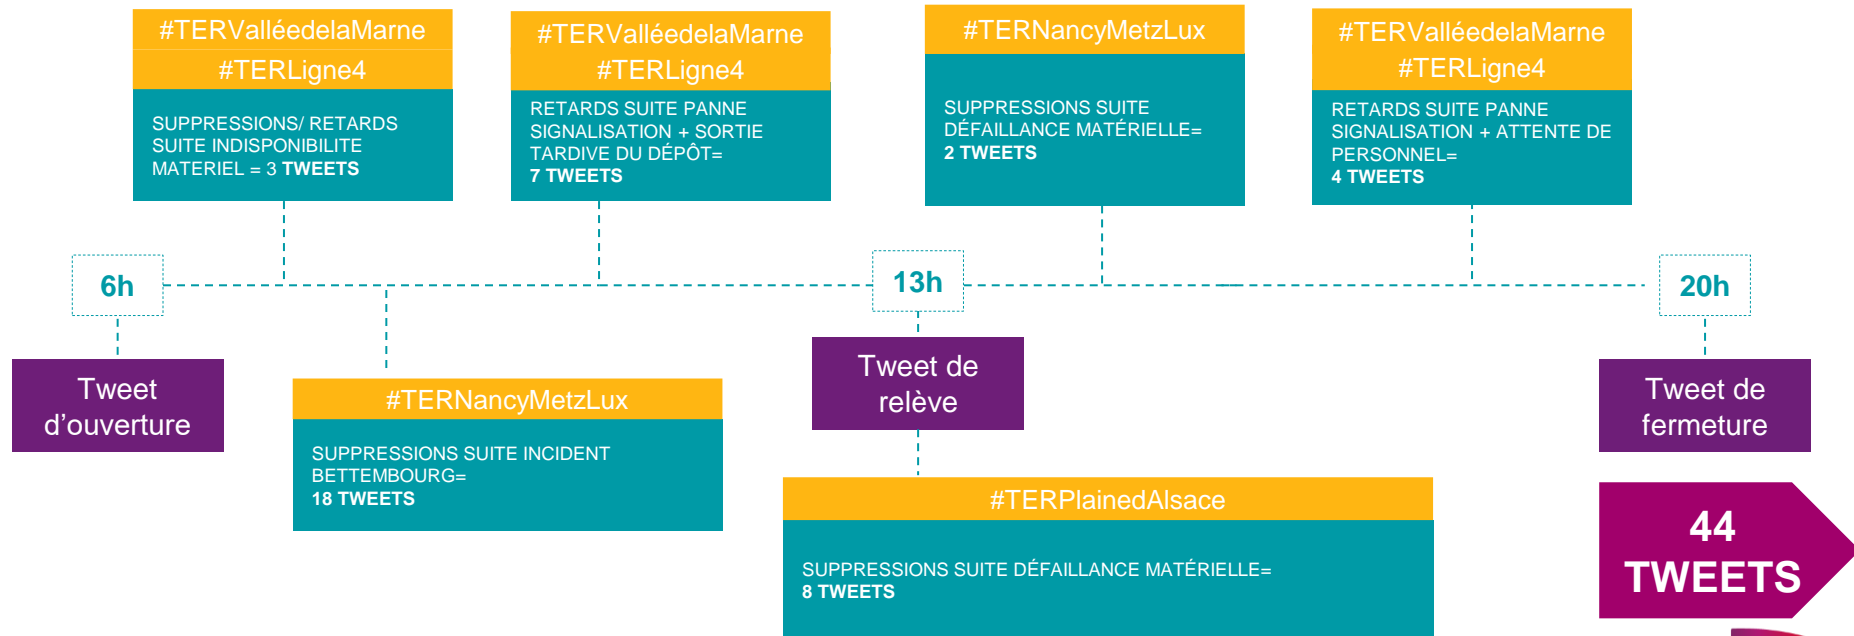 #TERValléedelaMarne
#TERLigne4
SUPPRESSIONS/ RETARDS
SUITE INDISPONIBILITE
MATERIEL = 3 TWEETS
#TERValléedelaMarne
#TERLigne4
RETARDS SUITE PANNE
SIGNALISATION + SORTIE
TARDIVE DU DÉPÔT=
7 TWEETS
#TERNancyMetzLux
SUPPRESSIONS SUITE
DÉFAILLANCE MATÉRIELLE=
2 TWEETS
#TERValléedelaMarne
#TERLigne4
RETARDS SUITE PANNE
SIGNALISATION + ATTENTE DE
PERSONNEL=
4 TWEETS
6h
13h
20h
Tweet
d’ouverture
#TERNancyMetzLux
SUPPRESSIONS SUITE INCIDENT
BETTEMBOURG=
18 TWEETS
Tweet de
relève
Tweet de
fermeture
#TERPlainedAlsace
SUPPRESSIONS SUITE DÉFAILLANCE MATÉRIELLE=
8 TWEETS
44
TWEETS